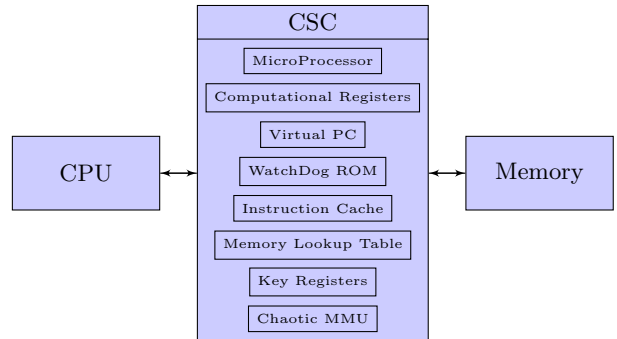 CSC
MicroProcessor
Computational Registers
Virtual PC
CPU
WatchDog ROM
Memory
Instruction Cache
Memory Lookup Table
Key Registers
Chaotic MMU